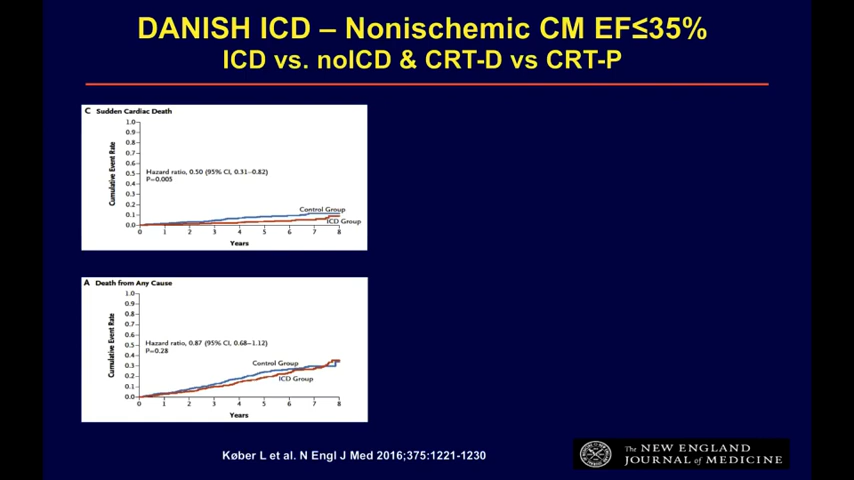 DANISH ICD – Nonischemic CM EF≤35%
ICD vs. noICD & CRT-D vs CRT-P
C Sudden Cardiac Death
Cumulative Event Rate
1.0
0.9
0.8
0.7
0.6
0.5
0.4
0.3
0.2
0.1
0.0
Hazard ratio, 0.50 (95% CI, 0.31–0.82)
P=0.005
Control Group
ICD Group
0 1 2 3 4 5 6 7 8
Years
A Death from Any Cause
Cumulative Event Rate
1.0
0.9
0.8
0.7
0.6
0.5
0.4
0.3
0.2
0.1
0.0
Hazard ratio, 0.87 (95% CI, 0.68–1.12)
P=0.28
Control Group
ICD Group
0 1 2 3 4 5 6 7 8
Years
Køber L et al. N Engl J Med 2016;375:1221-1230
The NEW ENGLAND
JOURNAL of MEDICINE